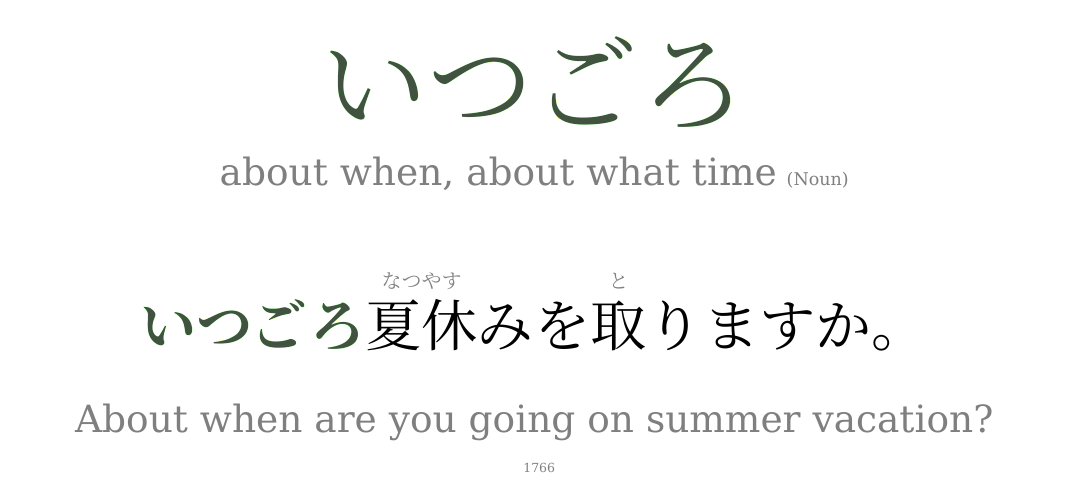 いつごろ
about when, about what time (Noun)
なつやす と
いつごろ夏休みを取りますか。
About when are you going on summer vacation?
1766